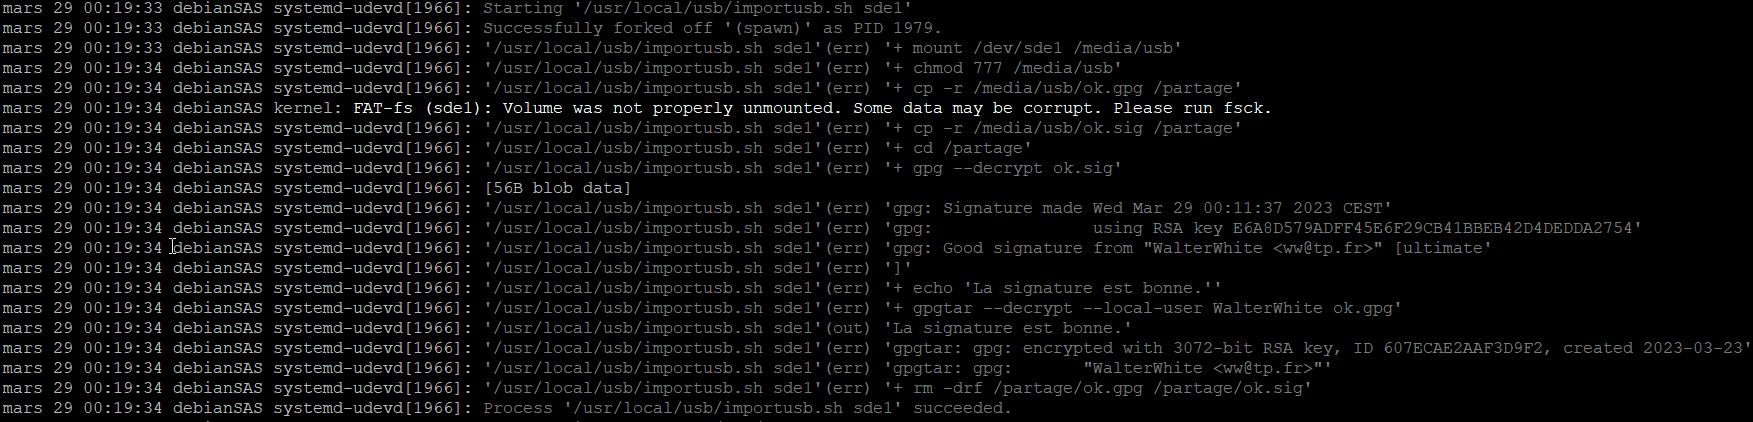 mars 29 00:19:33 debianSAS systemd-udevd[1966]: Starting '/usr/local/usb/importusb.sh sde1'
mars 29 00:19:33 debianSAS systemd-udevd[1966]: Successfully forked off '(spawn)' as PID 1979.
mars 29 00:19:33 debianSAS systemd-udevd[1966]: '/usr/local/usb/importusb.sh sde1'(err) '+ mount /dev/sde1 /media/usb'
mars 29 00:19:34 debianSAS systemd-udevd[1966]: '/usr/local/usb/importusb.sh sde1'(err) '+ chmod 777 /media/usb'
mars 29 00:19:34 debianSAS systemd-udevd[1966]: '/usr/local/usb/importusb.sh sde1'(err) '+ cp -r /media/usb/ok.gpg /partage'
mars 29 00:19:34 debianSAS kernel: FAT-fs (sde1): Volume was not properly unmounted. Some data may be corrupt. Please run fsck.
mars 29 00:19:34 debianSAS systemd-udevd[1966]: '/usr/local/usb/importusb.sh sde1'(err) '+ cp -r /media/usb/ok.sig /partage'
mars 29 00:19:34 debianSAS systemd-udevd[1966]: '/usr/local/usb/importusb.sh sde1'(err) '+ cd /partage'
mars 29 00:19:34 debianSAS systemd-udevd[1966]: '/usr/local/usb/importusb.sh sde1'(err) '+ gpg --decrypt ok.sig'
mars 29 00:19:34 debianSAS systemd-udevd[1966]: [56B blob data]
mars 29 00:19:34 debianSAS systemd-udevd[1966]: '/usr/local/usb/importusb.sh sde1'(err) 'gpg: Signature made Wed Mar 29 00:11:37 2023 CEST'
mars 29 00:19:34 debianSAS systemd-udevd[1966]: '/usr/local/usb/importusb.sh sde1'(err) 'gpg:                using RSA key E6A8D579ADFF45E6F29CB41BBEB42D4DEDDA2754'
mars 29 00:19:34 debianSAS systemd-udevd[1966]: '/usr/local/usb/importusb.sh sde1'(err) 'gpg: Good signature from "WalterWhite <ww@tp.fr>" [ultimate'
mars 29 00:19:34 debianSAS systemd-udevd[1966]: '/usr/local/usb/importusb.sh sde1'(err) ']'
mars 29 00:19:34 debianSAS systemd-udevd[1966]: '/usr/local/usb/importusb.sh sde1'(err) '+ echo 'La signature est bonne.''
mars 29 00:19:34 debianSAS systemd-udevd[1966]: '/usr/local/usb/importusb.sh sde1'(err) '+ gpgtar --decrypt --local-user WalterWhite ok.gpg'
mars 29 00:19:34 debianSAS systemd-udevd[1966]: '/usr/local/usb/importusb.sh sde1'(out) 'La signature est bonne.'
mars 29 00:19:34 debianSAS systemd-udevd[1966]: '/usr/local/usb/importusb.sh sde1'(err) 'gpgtar: gpg: encrypted with 3072-bit RSA key, ID 607ECAE2AAF3D9F2, created 2023-03-23'
mars 29 00:19:34 debianSAS systemd-udevd[1966]: '/usr/local/usb/importusb.sh sde1'(err) 'gpgtar: gpg:       "WalterWhite <ww@tp.fr>"'
mars 29 00:19:34 debianSAS systemd-udevd[1966]: '/usr/local/usb/importusb.sh sde1'(err) '+ rm -drf /partage/ok.gpg /partage/ok.sig'
mars 29 00:19:34 debianSAS systemd-udevd[1966]: Process '/usr/local/usb/importusb.sh sde1' succeeded.